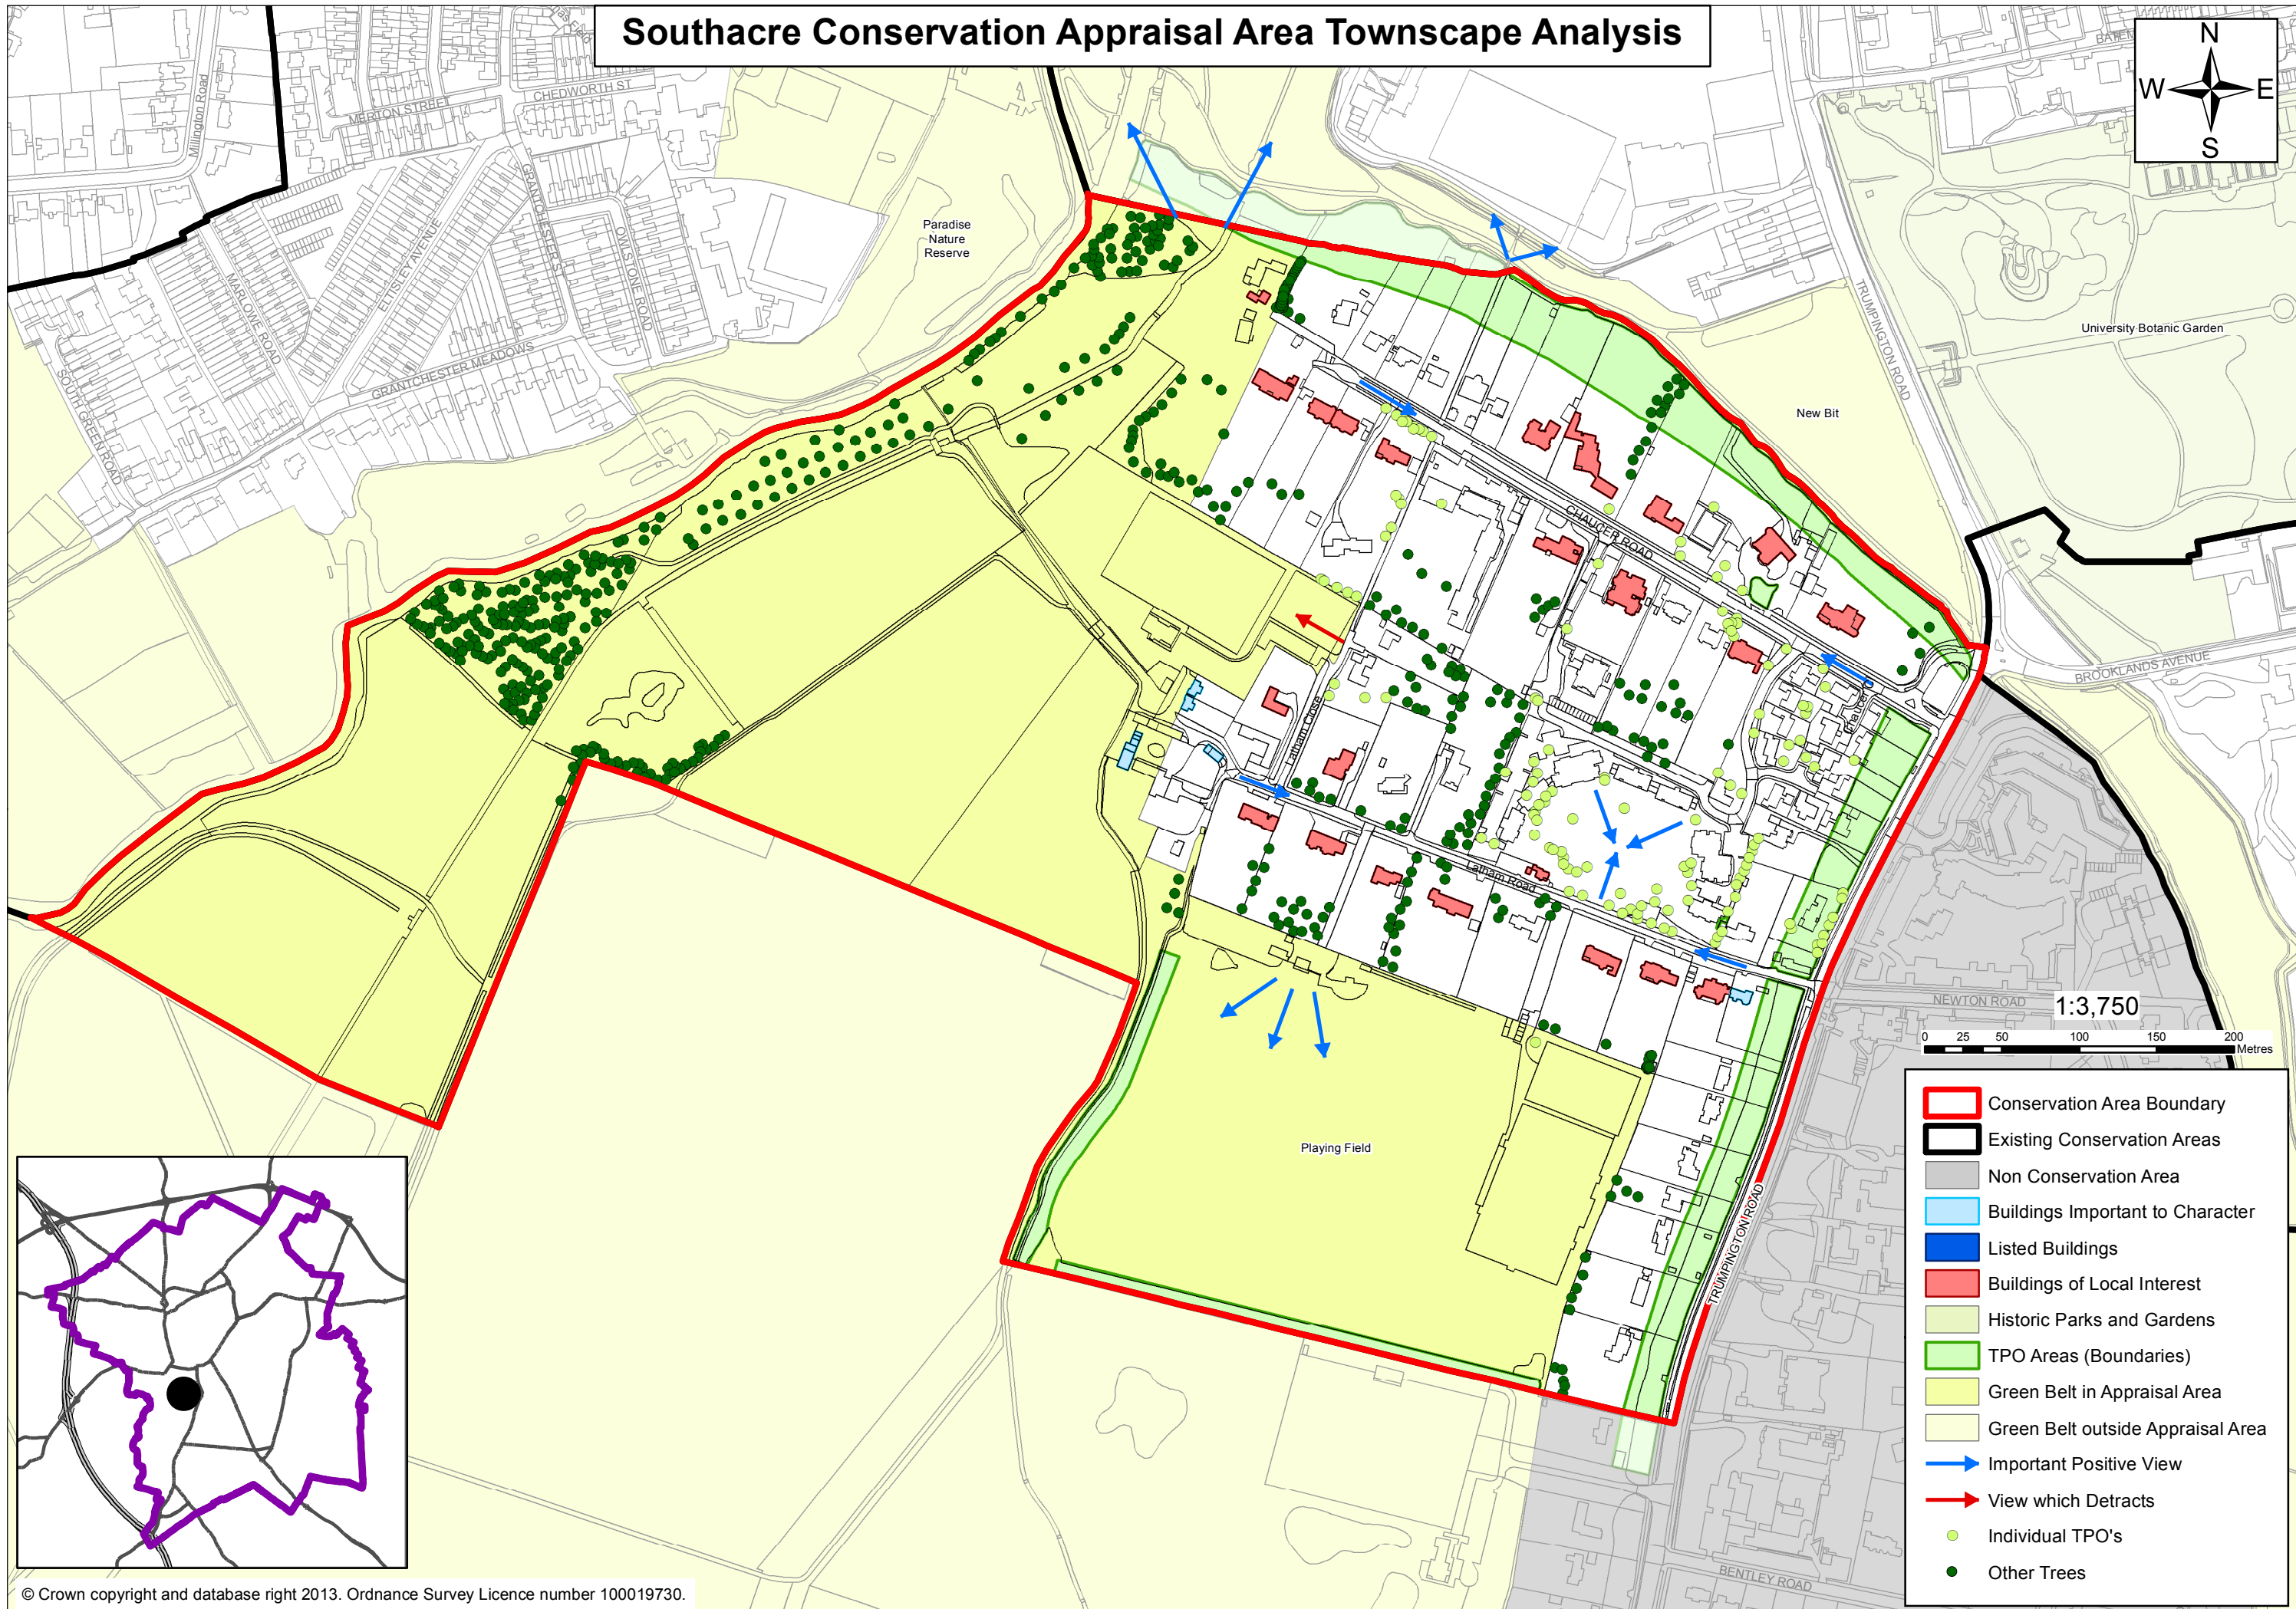 Southacre Conservation Appraisal Area Townscape Analysis
N
W
E
S
Millington Road
MERTON STREET
CHEDWORTH ST
GRANTCHESTER ST
ELTISLEY AVENUE
OWLSTONE ROAD
MARLOWE ROAD
GRANTCHESTER MEADOWS
SOUTH GREEN ROAD
Paradise
Nature
Reserve
TRUMPINGTON ROAD
University Botanic Garden
New Bit
CHAUCER ROAD
BROOKLANDS AVENUE
Chaucer
Latham Close
Latham Road
NEWTON ROAD
Playing Field
TRUMPINGTON ROAD
BENTLEY ROAD
1:3,750
0 25 50 100 150 200
Metres
Conservation Area Boundary
Existing Conservation Areas
Non Conservation Area
Buildings Important to Character
Listed Buildings
Buildings of Local Interest
Historic Parks and Gardens
TPO Areas (Boundaries)
Green Belt in Appraisal Area
Green Belt outside Appraisal Area
Important Positive View
View which Detracts
Individual TPO's
Other Trees
© Crown copyright and database right 2013. Ordnance Survey Licence number 100019730.